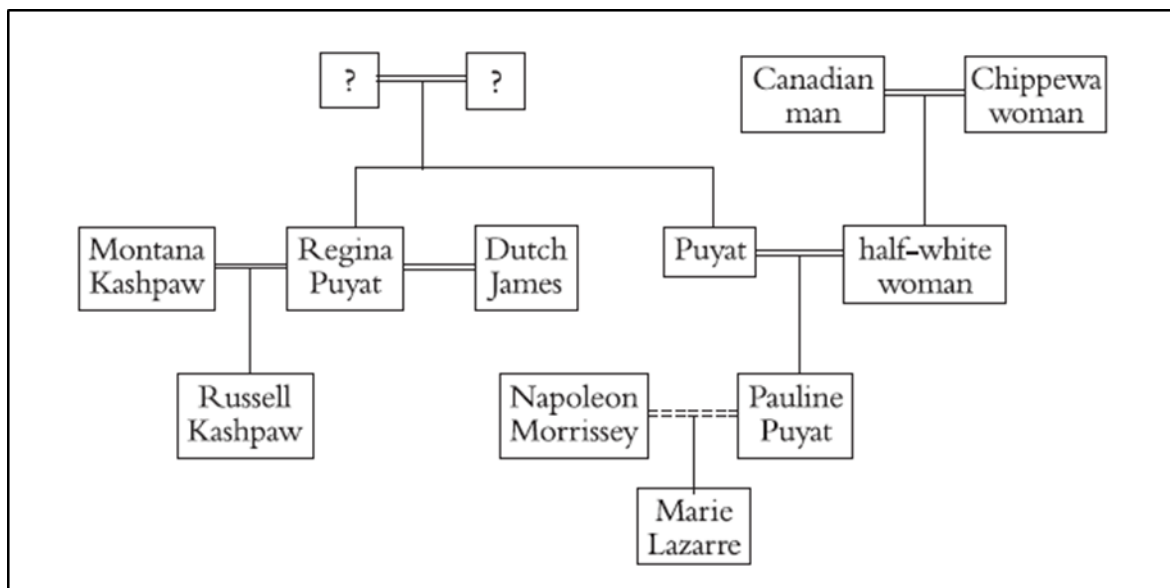 ?
?
Canadian
man
Chippewa
woman
Montana
Kashpaw
Regina
Puyat
Dutch
James
Puyat
half-white
woman
Russell
Kashpaw
Napoleon
Morrissey
Pauline
Puyat
Marie
Lazarre